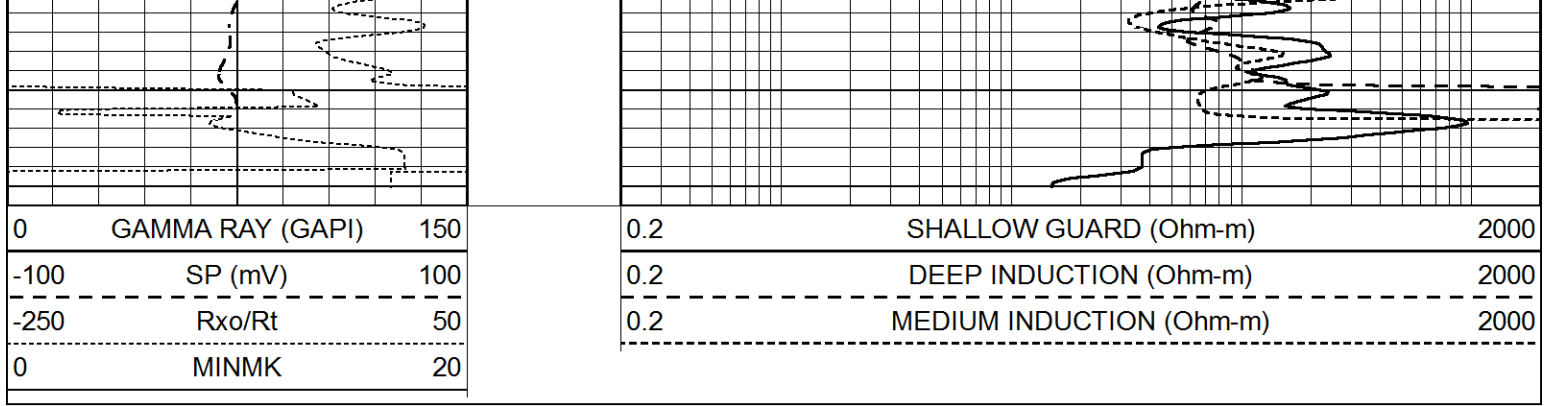 0 GAMMA RAY (GAPI) 150 0.2 SHALLOW GUARD (Ohm-m) 2000
-100 SP (mV) 100 0.2 DEEP INDUCTION (Ohm-m) 2000
-250 Rxo/Rt 50 0.2 MEDIUM INDUCTION (Ohm-m) 2000
0 MINMK 20